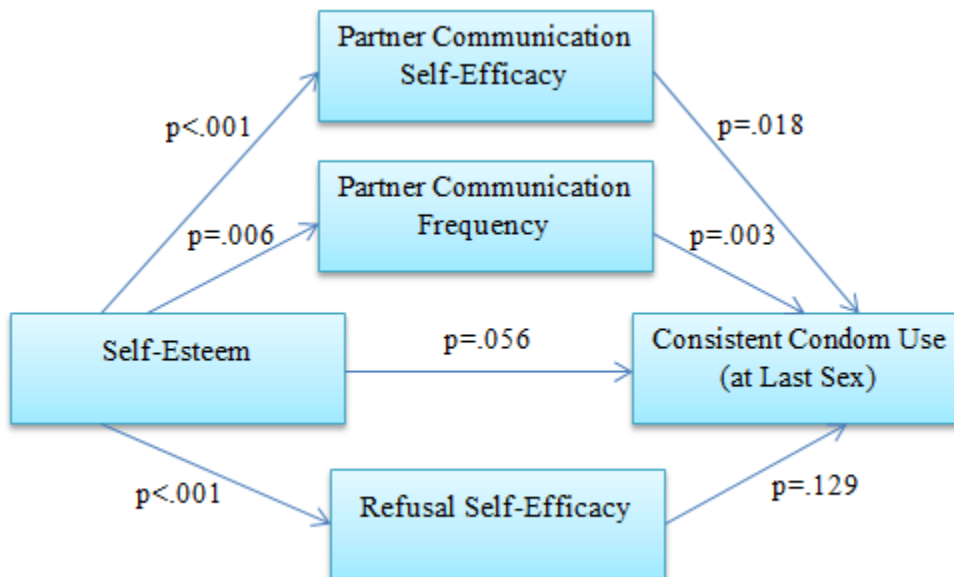 Partner Communication
Self-Efficacy
p<.001
p=.018
Partner Communication
Frequency
p=.006
p=.003
Self-Esteem
p=.056
Consistent Condom Use
(at Last Sex)
p<.001
Refusal Self-Efficacy
p=.129